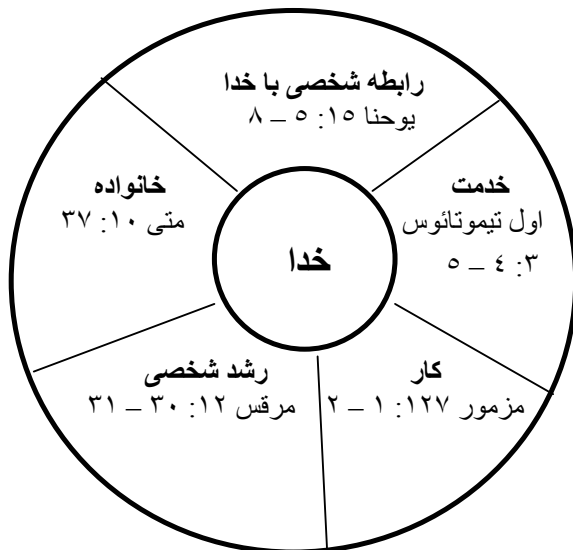 رابطه شخصی با خدا
یوحنا ۱۵: ۵ – ۸
خدمت
اول تیموتائوس
۳: ٤ – ۵
کار
مزمور ۱۲۷: ۱ – ۲
رشد شخصی
مرقس ۱۲: ۳۰ – ۳۱
خانواده
متی ۱۰: ۳۷
خدا